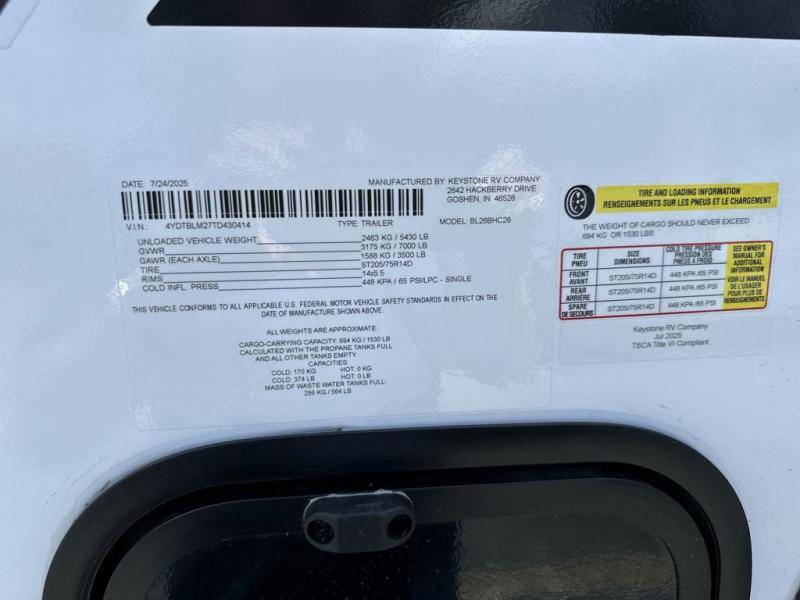 DATE: 7/24/2025
MANUFACTURED BY: KEYSTONE RV COMPANY
2642 HACKBERRY DRIVE
GOSHEN, IN 46526
V.I.N.: 4YDTBLM27TD430414 TYPE: TRAILER MODEL: BL26BHC26
UNLOADED VEHICLE WEIGHT 2463 KG / 5430 LB
GVWR 3175 KG / 7000 LB
GAWR (EACH AXLE) 1588 KG / 3500 LB
TIRE ST205/75R14D
RIMS 14x5.5
COLD INFL. PRESS 448 KPA / 65 PSI/LPC - SINGLE
THIS VEHICLE CONFORMS TO ALL APPLICABLE U.S. FEDERAL MOTOR VEHICLE SAFETY STANDARDS IN EFFECT ON THE
DATE OF MANUFACTURE SHOWN ABOVE.
ALL WEIGHTS ARE APPROXIMATE.
CARGO-CARRYING CAPACITY: 694 KG / 1530 LB
CALCULATED WITH THE PROPANE TANKS FULL
AND ALL OTHER TANKS EMPTY.
CAPACITIES:
COLD: 170 KG HOT: 0 KG
COLD: 374 LB HOT: 0 LB
MASS OF WASTE WATER TANKS FULL:
256 KG / 564 LB
TIRE AND LOADING INFORMATION
RENSEIGNEMENTS SUR LES PNEUS ET LE CHARGEMENT
THE WEIGHT OF CARGO SHOULD NEVER EXCEED
694 KG OR 1530 LBS.
TIRE
PNEU
SIZE
DIMENSIONS
COLD TIRE PRESSURE
PRESSION DES
PNEUS A FROID
FRONT
AVANT
ST205/75R14D 448 KPA /65 PSI
REAR
ARRIÈRE
ST205/75R14D 448 KPA /65 PSI
SPARE
DE SECOURS
ST205/75R14D 448 KPA /65 PSI
SEE OWNER'S
MANUAL FOR
ADDITIONAL
INFORMATION
VOIR LE MANUEL
DE L'USAGER
POUR PLUS DE
RENSEIGNEMENTS
Keystone RV Company
Jul 2025
TSCA Title VI Compliant